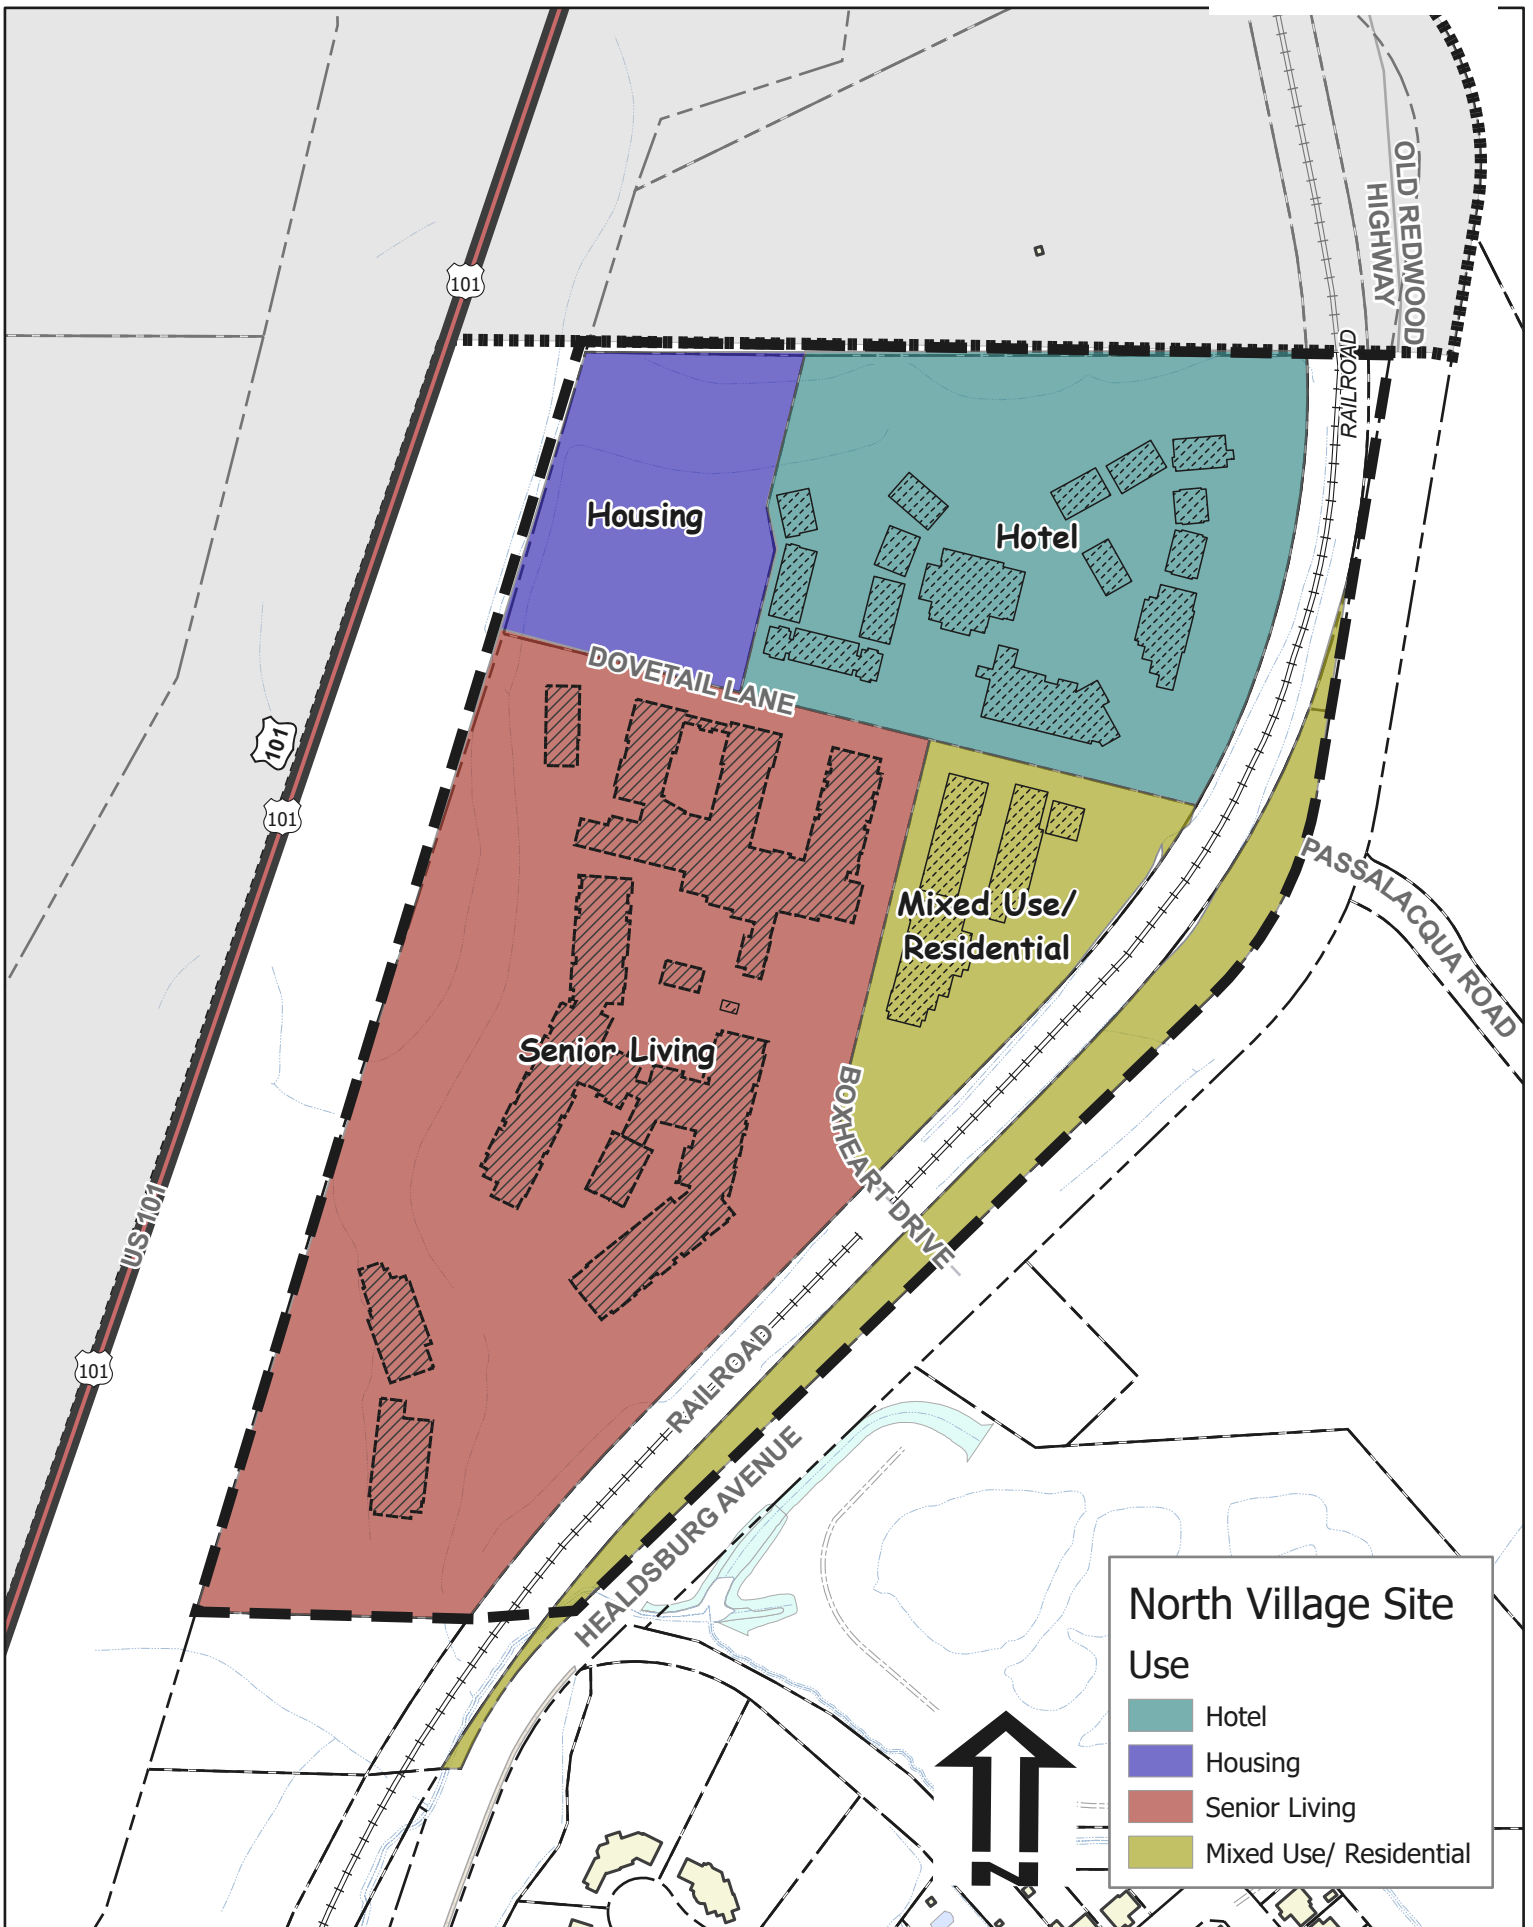 OLD REDWOOD
HIGHWAY
101
RAILROAD
Housing
Hotel
DOVETAIL LANE
101
101
PASSALACQUA ROAD
Mixed Use/
Residential
Senior Living
BOXHEART DRIVE
US 101
RAILROAD
101
HEALDSBURG AVENUE
North Village Site
Use
Hotel
Housing
Senior Living
Mixed Use/ Residential
N